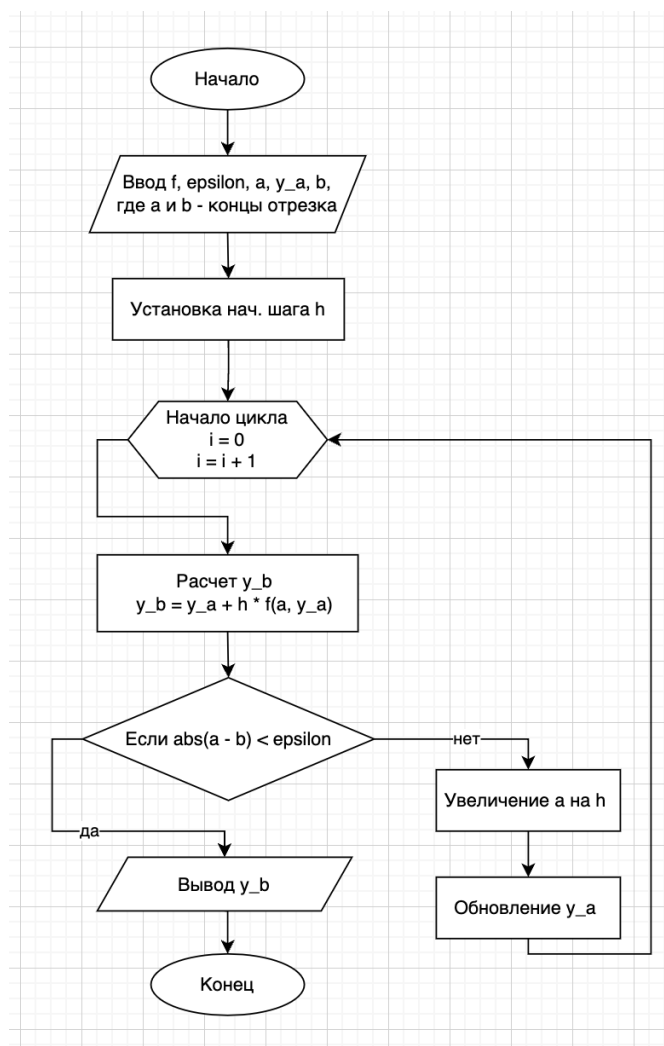 Начало
Ввод f, epsilon, a, y_a, b,
где a и b - концы отрезка
Установка нач. шага h
Начало цикла
i = 0
i = i + 1
Расчет y_b
y_b = y_a + h * f(a, y_a)
Если abs(a - b) < epsilon
нет
Увеличение a на h
Обновление y_a
да
Вывод y_b
Конец